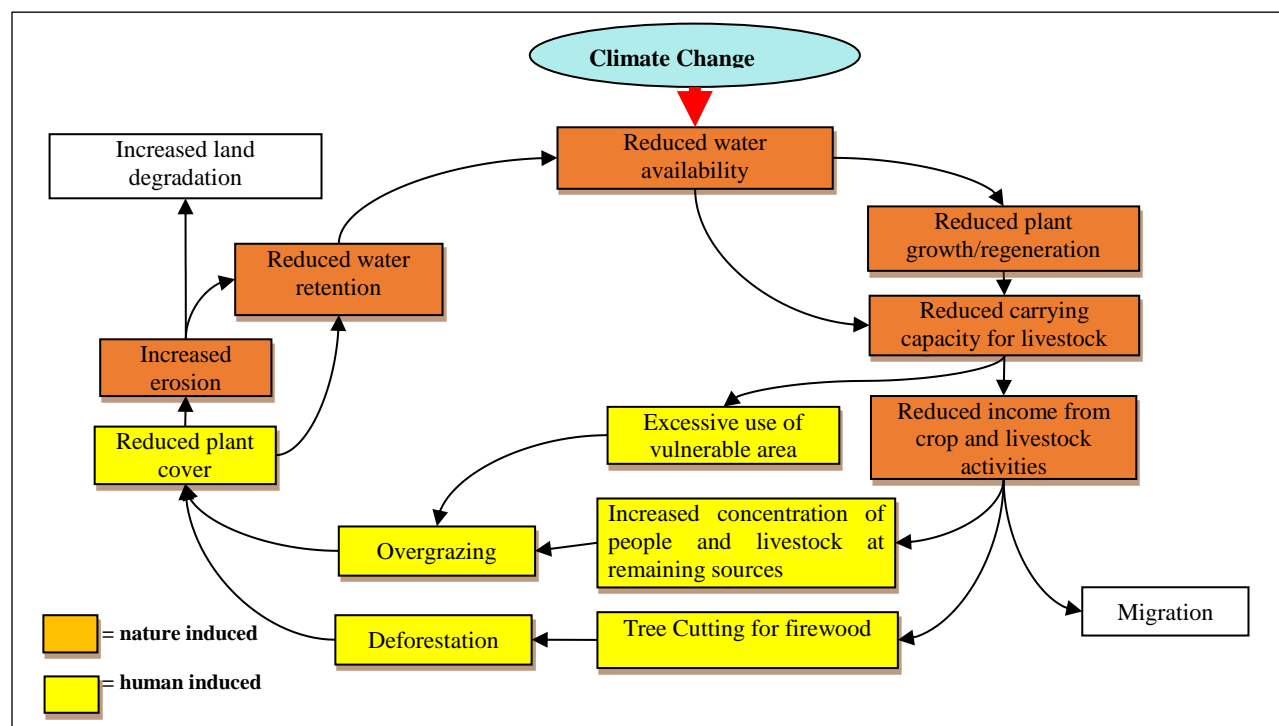 Climate Change
Reduced water
availability
Increased land
degradation
Reduced plant
growth/regeneration
Reduced water
retention
Reduced carrying
capacity for livestock
Increased
erosion
Reduced income from
crop and livestock
activities
Excessive use of
vulnerable area
Reduced plant
cover
Increased concentration of
people and livestock at
remaining sources
Overgrazing
Migration
Tree Cutting for firewood
Deforestation
= nature induced
= human induced